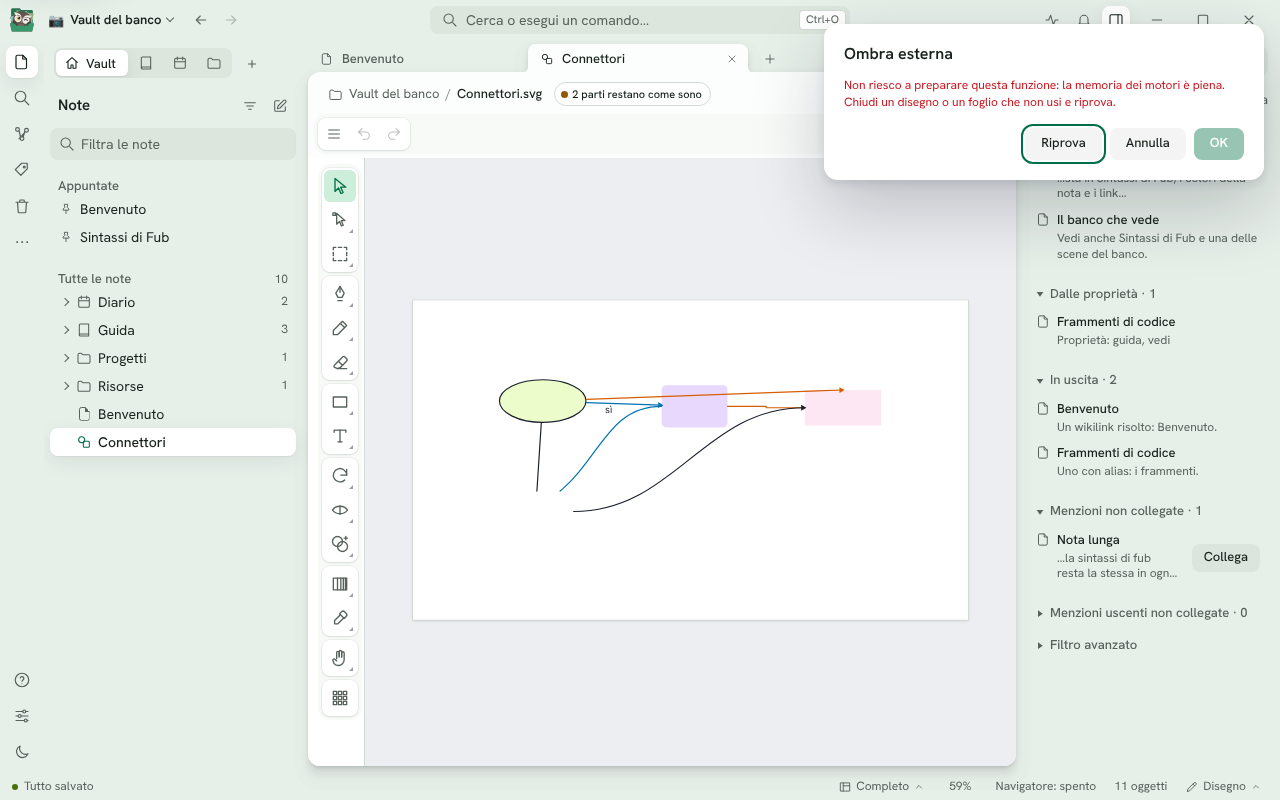 Vault del banco
Cerca o esegui un comando...
Ctrl+O
Vault
Benvenuto
Connettori
Ombra esterna
Non riesco a preparare questa funzione: la memoria dei motori è piena.
Chiudi un disegno o un foglio che non usi e riprova.
Riprova
Annulla
OK
Note
Filtra le note
Appuntate
Benvenuto
Sintassi di Fub
Tutte le note 10
Diario 2
Guida 3
Progetti 1
Risorse 1
Benvenuto
Connettori
Vault del banco / Connettori.svg
2 parti restano come sono
sì
nota e i link...
Il banco che vede
Vedi anche Sintassi di Fub e una delle
scene del banco.
Dalle proprietà · 1
Frammenti di codice
Proprietà: guida, vedi
In uscita · 2
Benvenuto
Un wikilink risolto: Benvenuto.
Frammenti di codice
Uno con alias: i frammenti.
Menzioni non collegate · 1
Nota lunga
...la sintassi di fub
resta la stessa in ogn...
Collega
Menzioni uscenti non collegate · 0
Filtro avanzato
Tutto salvato
Completo
59%
Navigatore: spento
11 oggetti
Disegno